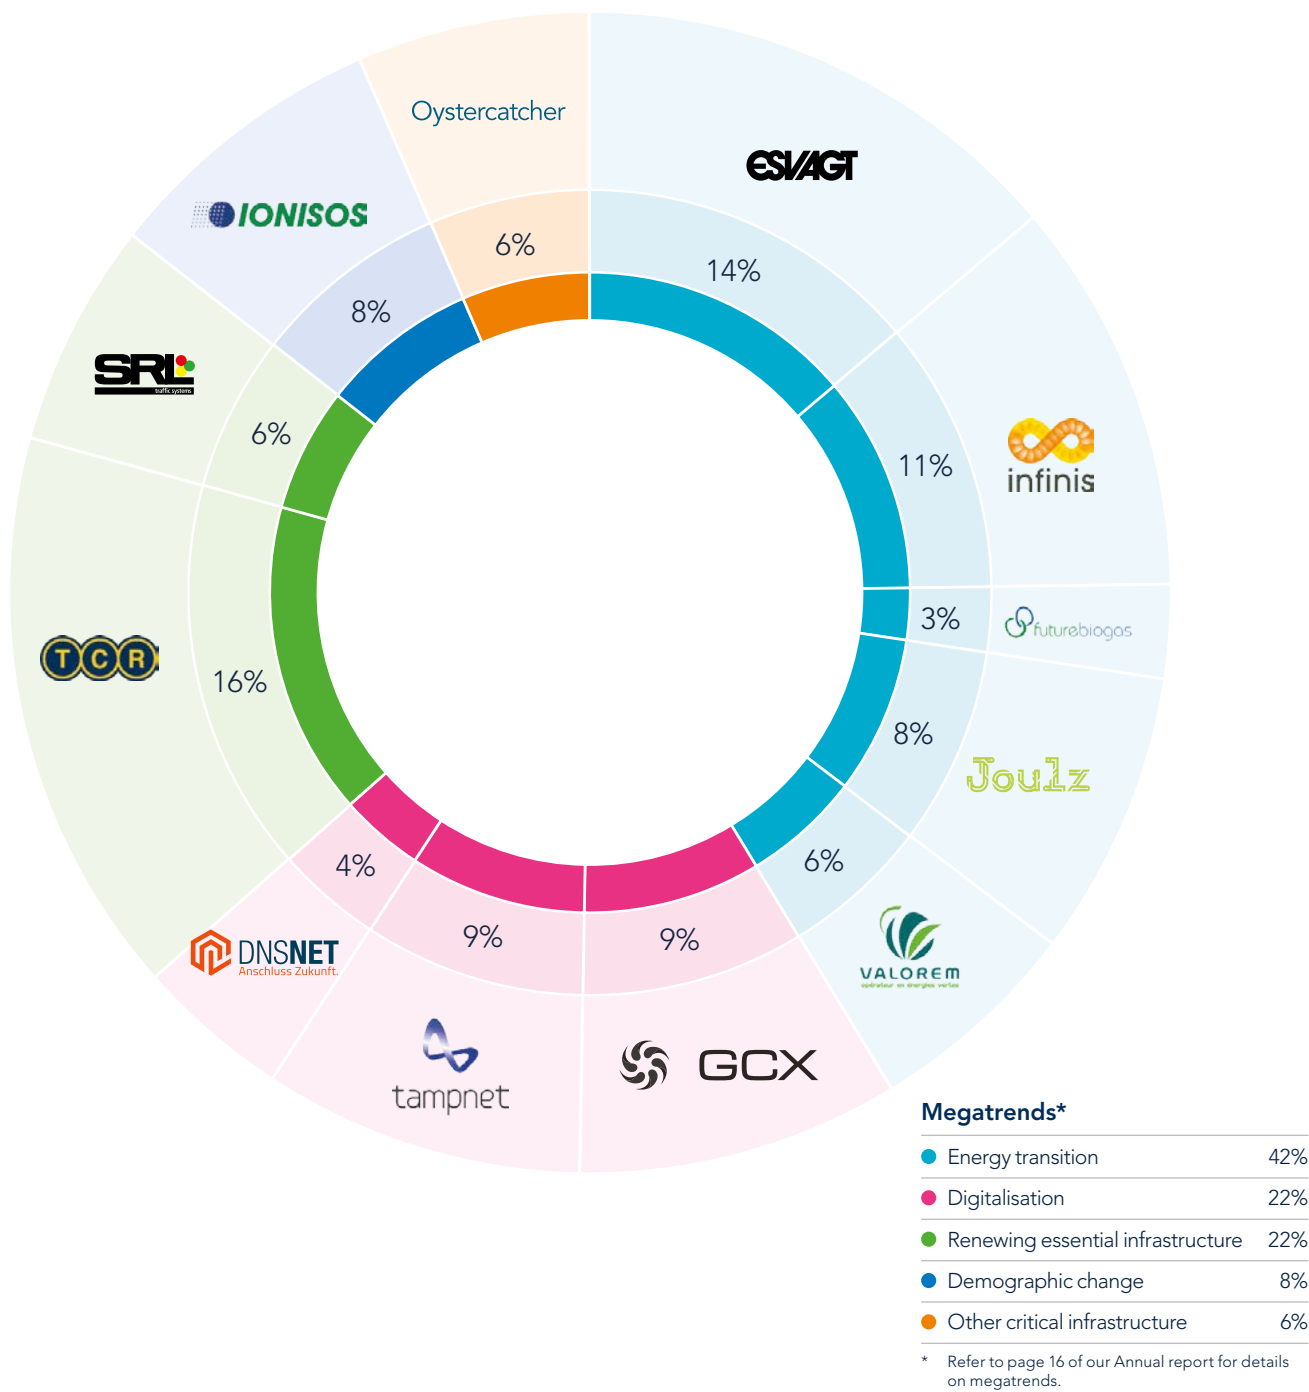 Oystercatcher
6%
ESVAGT
14%
infinis
11%
futurebiogas
3%
Joulz
8%
VALOREM
opérateur en énergies vertes
6%
GCX
9%
tampnet
9%
DNSNET
Anschluss Zukunft.
4%
TCR
16%
SRL
traffic systems
6%
IONISOS
8%
Megatrends*
Energy transition 42%
Digitalisation 22%
Renewing essential infrastructure 22%
Demographic change 8%
Other critical infrastructure 6%
* Refer to page 16 of our Annual report for details
on megatrends.